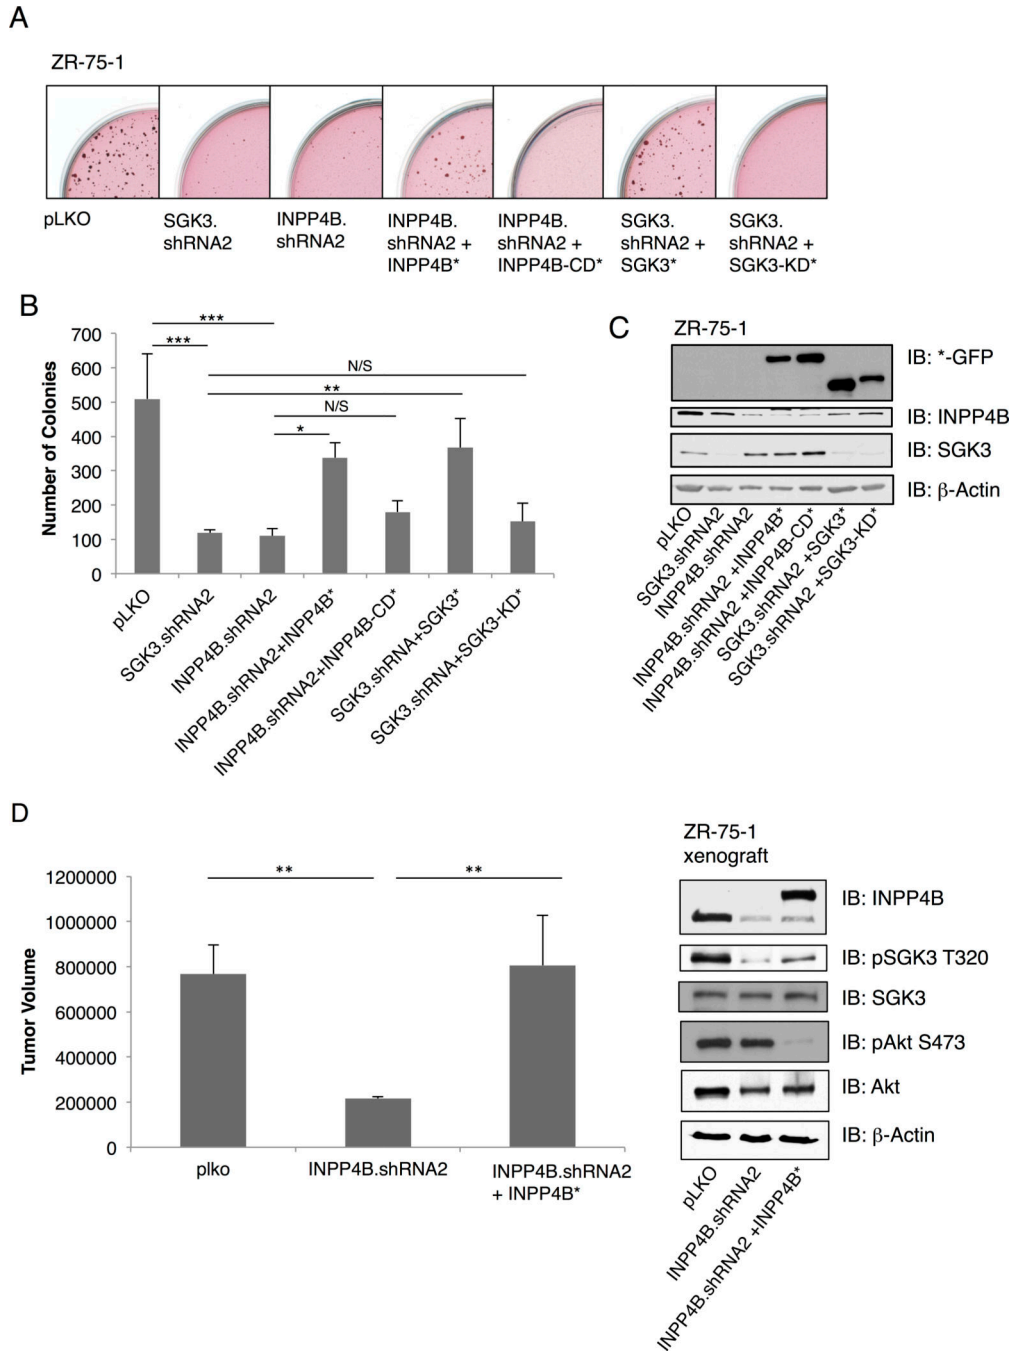 A
ZR-75-1
pLKO
SGK3.
shRNA2
INPP4B.
shRNA2
INPP4B.
shRNA2 +
INPP4B*
INPP4B.
shRNA2 +
INPP4B-CD*
SGK3.
shRNA2 +
SGK3*
SGK3.
shRNA2 +
SGK3-KD*
B
Number of Colonies
700
600
500
400
300
200
100
0
***
***
N/S
**
N/S
*
pLKO
SGK3.shRNA2
INPP4B.shRNA2
INPP4B.shRNA2+INPP4B*
INPP4B.shRNA2+INPP4B-CD*
SGK3.shRNA+SGK3*
SGK3.shRNA+SGK3-KD*
C
ZR-75-1
IB: *-GFP
IB: INPP4B
IB: SGK3
IB: β-Actin
pLKO
SGK3.shRNA2
INPP4B.shRNA2
INPP4B.shRNA2 +INPP4B*
INPP4B.shRNA2 +INPP4B-CD*
SGK3.shRNA2 +SGK3*
SGK3.shRNA2 +SGK3-KD*
D
Tumor Volume
1200000
1000000
800000
600000
400000
200000
0
**
**
plko
INPP4B.shRNA2
INPP4B.shRNA2
+ INPP4B*
ZR-75-1
xenograft
IB: INPP4B
IB: pSGK3 T320
IB: SGK3
IB: pAkt S473
IB: Akt
IB: β-Actin
pLKO
INPP4B.shRNA2
INPP4B.shRNA2 +INPP4B*